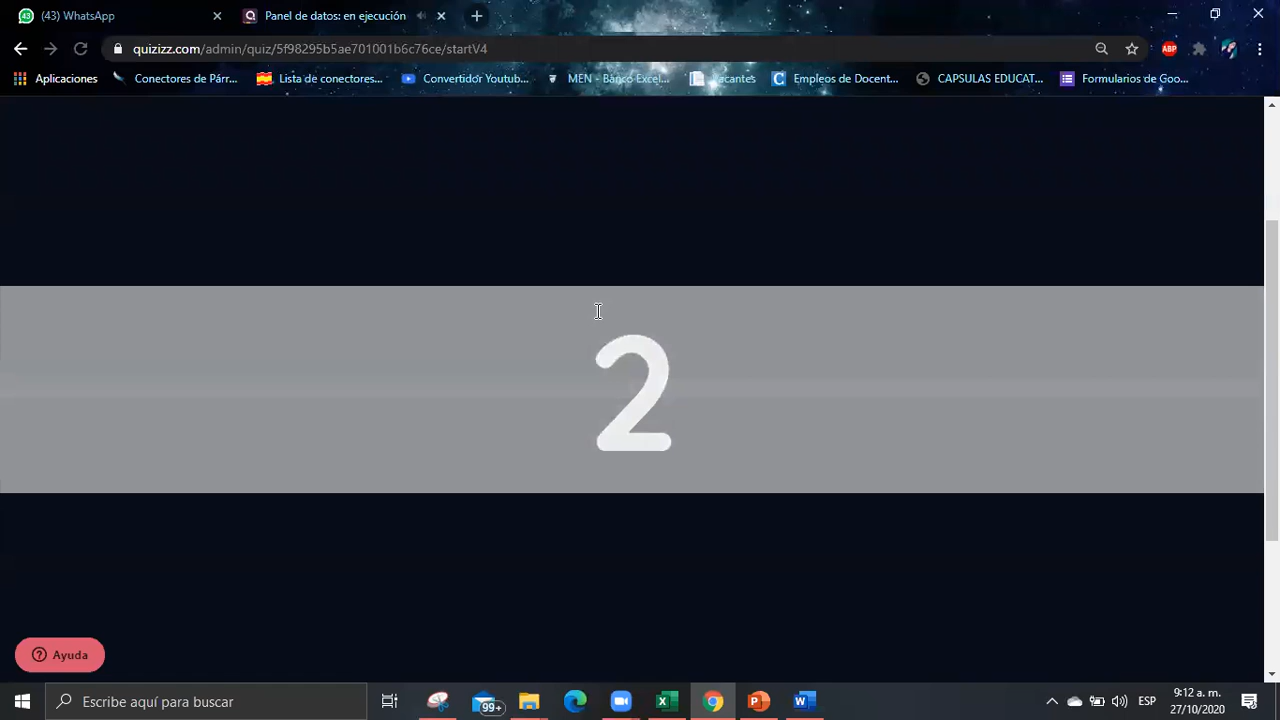 (43) WhatsApp
Panel de datos: en ejecución
quizizz.com/admin/quiz/5f98295b5ae701001b6c76ce/startV4
ABP
Aplicaciones
Conectores de Párr...
Lista de conectores...
Convertidor Youtub...
MEN - Banco Excel...
Vacantes
Empleos de Docent...
CAPSULAS EDUCAT...
Formularios de Goo...
2
Ayuda
Escribe aquí para buscar
99+
ESP
9:12 a. m.
27/10/2020